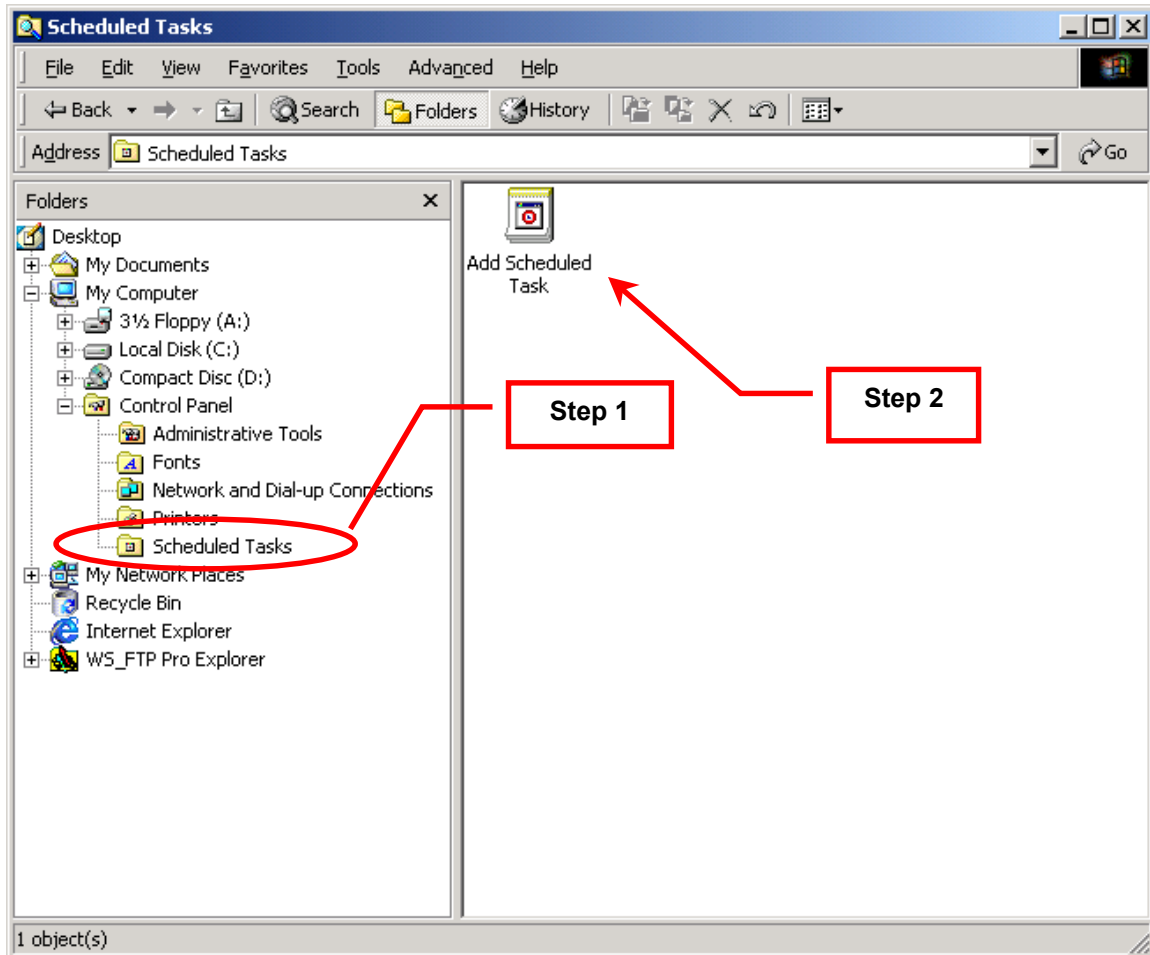 Scheduled Tasks
File Edit View Favorites Tools Advanced Help
Back Search Folders History
Address Scheduled Tasks Go
Folders
Desktop
My Documents
My Computer
3½ Floppy (A:)
Local Disk (C:)
Compact Disc (D:)
Control Panel
Administrative Tools
Fonts
Network and Dial-up Connections
Printers
Scheduled Tasks
My Network Places
Recycle Bin
Internet Explorer
WS_FTP Pro Explorer
Add Scheduled
Task
Step 1
Step 2
1 object(s)